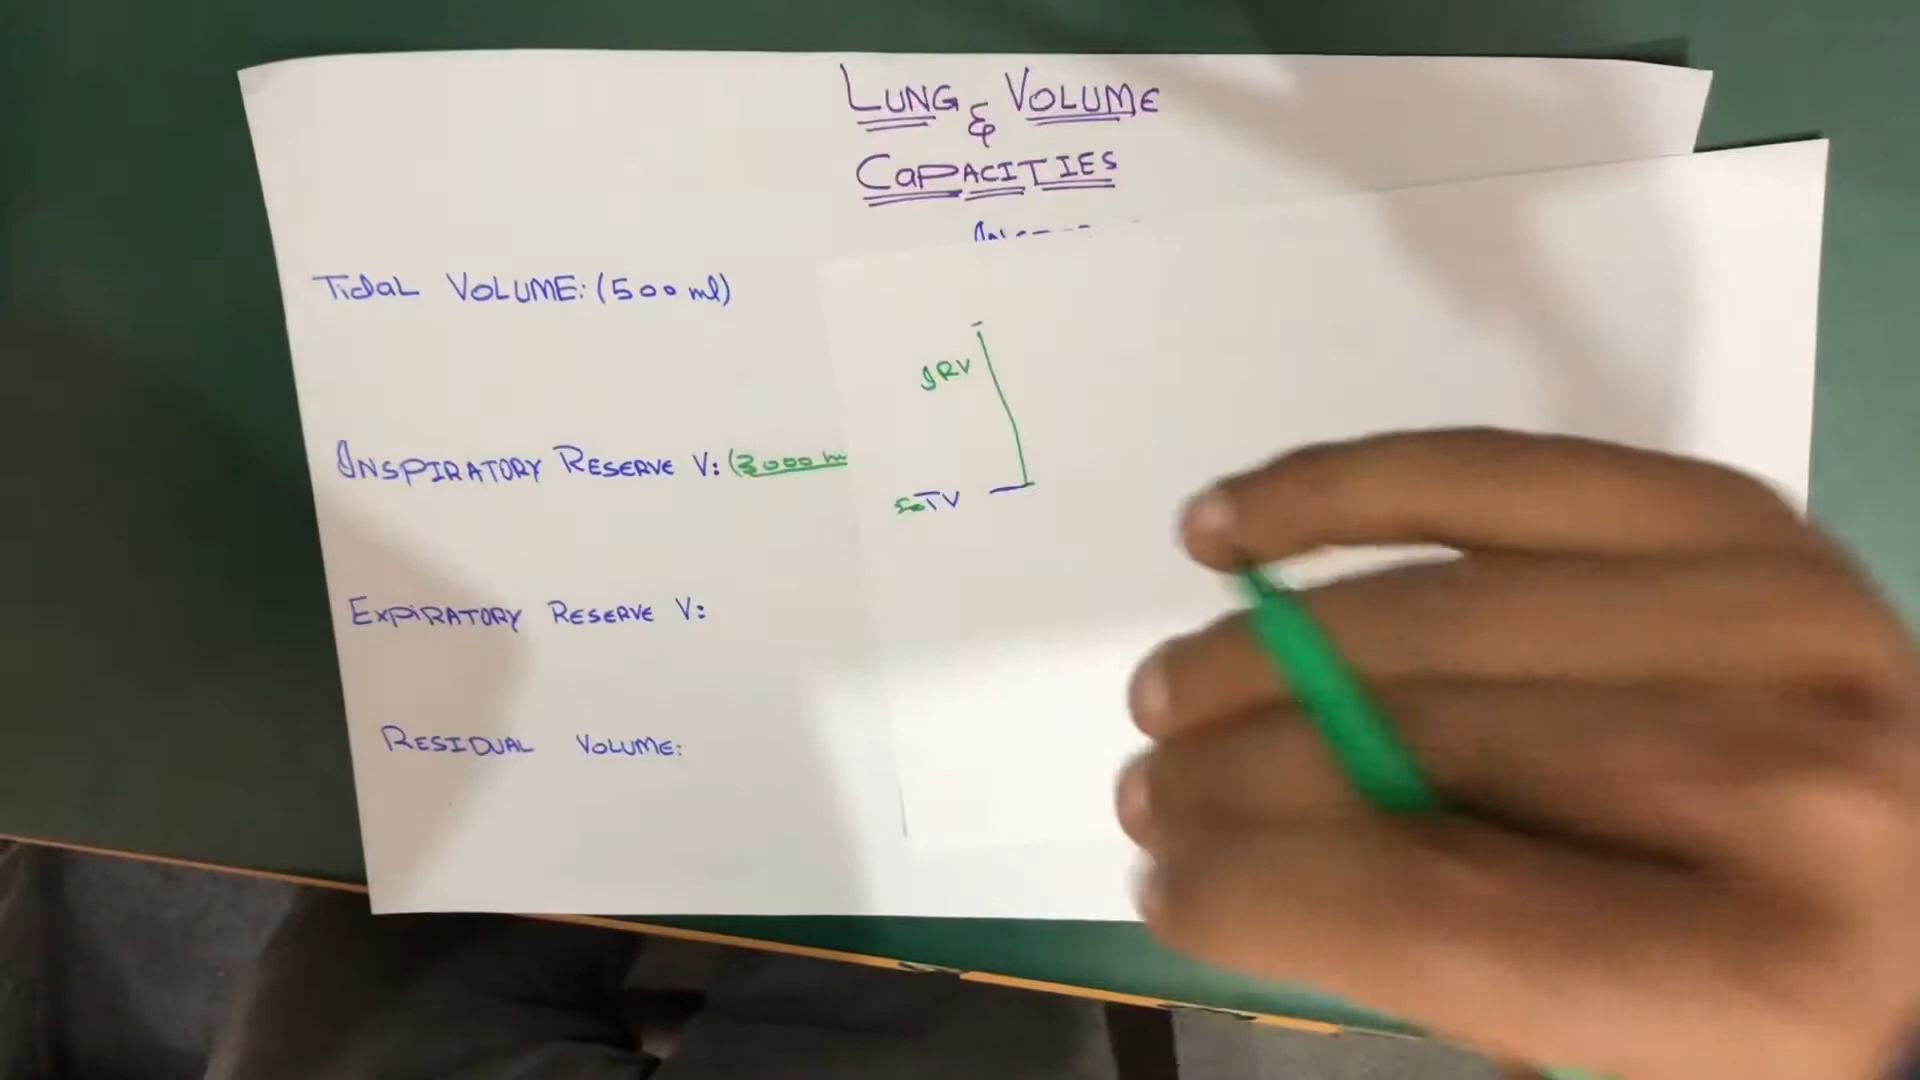 LUNG & VOLUME
CAPACITIES
TIDAL VOLUME: (500 ml)
IRV
INSPIRATORY RESERVE V: (3000 m
TV
EXPIRATORY RESERVE V:
RESIDUAL VOLUME: